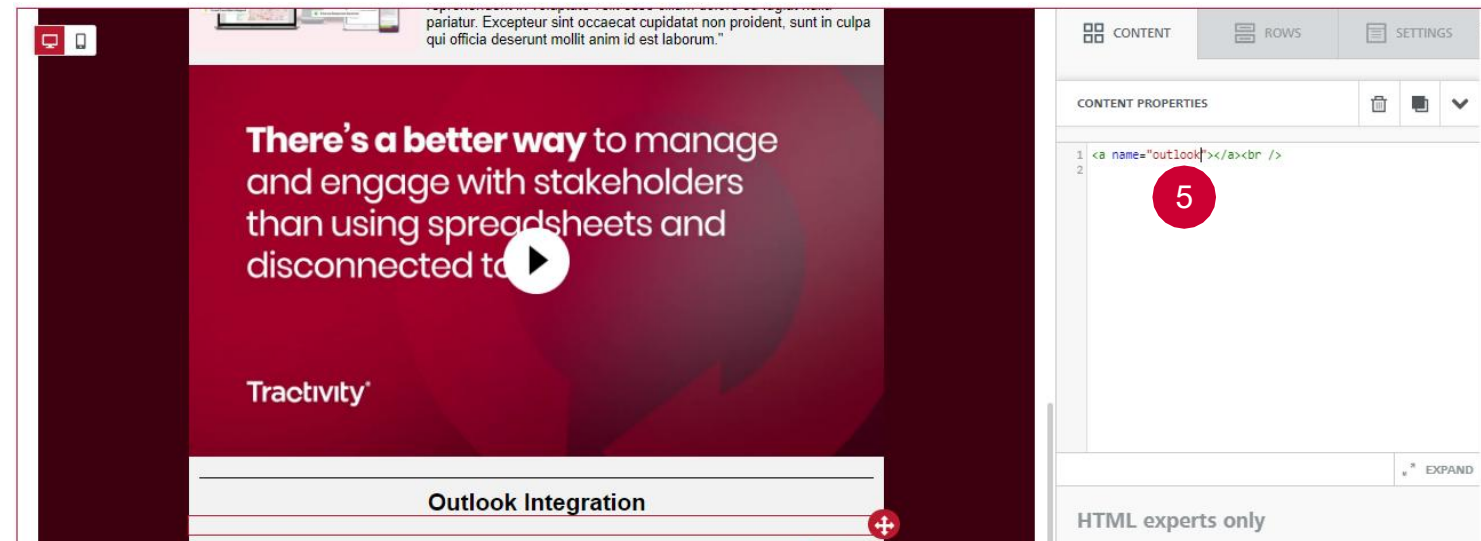 pariatur. Excepteur sint occaecat cupidatat non proident, sunt in culpa
qui officia deserunt mollit anim id est laborum."
There's a better way to manage
and engage with stakeholders
than using spreadsheets and
disconnected to
Tractivity
Outlook Integration
CONTENT
ROWS
SETTINGS
CONTENT PROPERTIES
1 <a name="outlook"></a><br />
2
5
EXPAND
HTML experts only